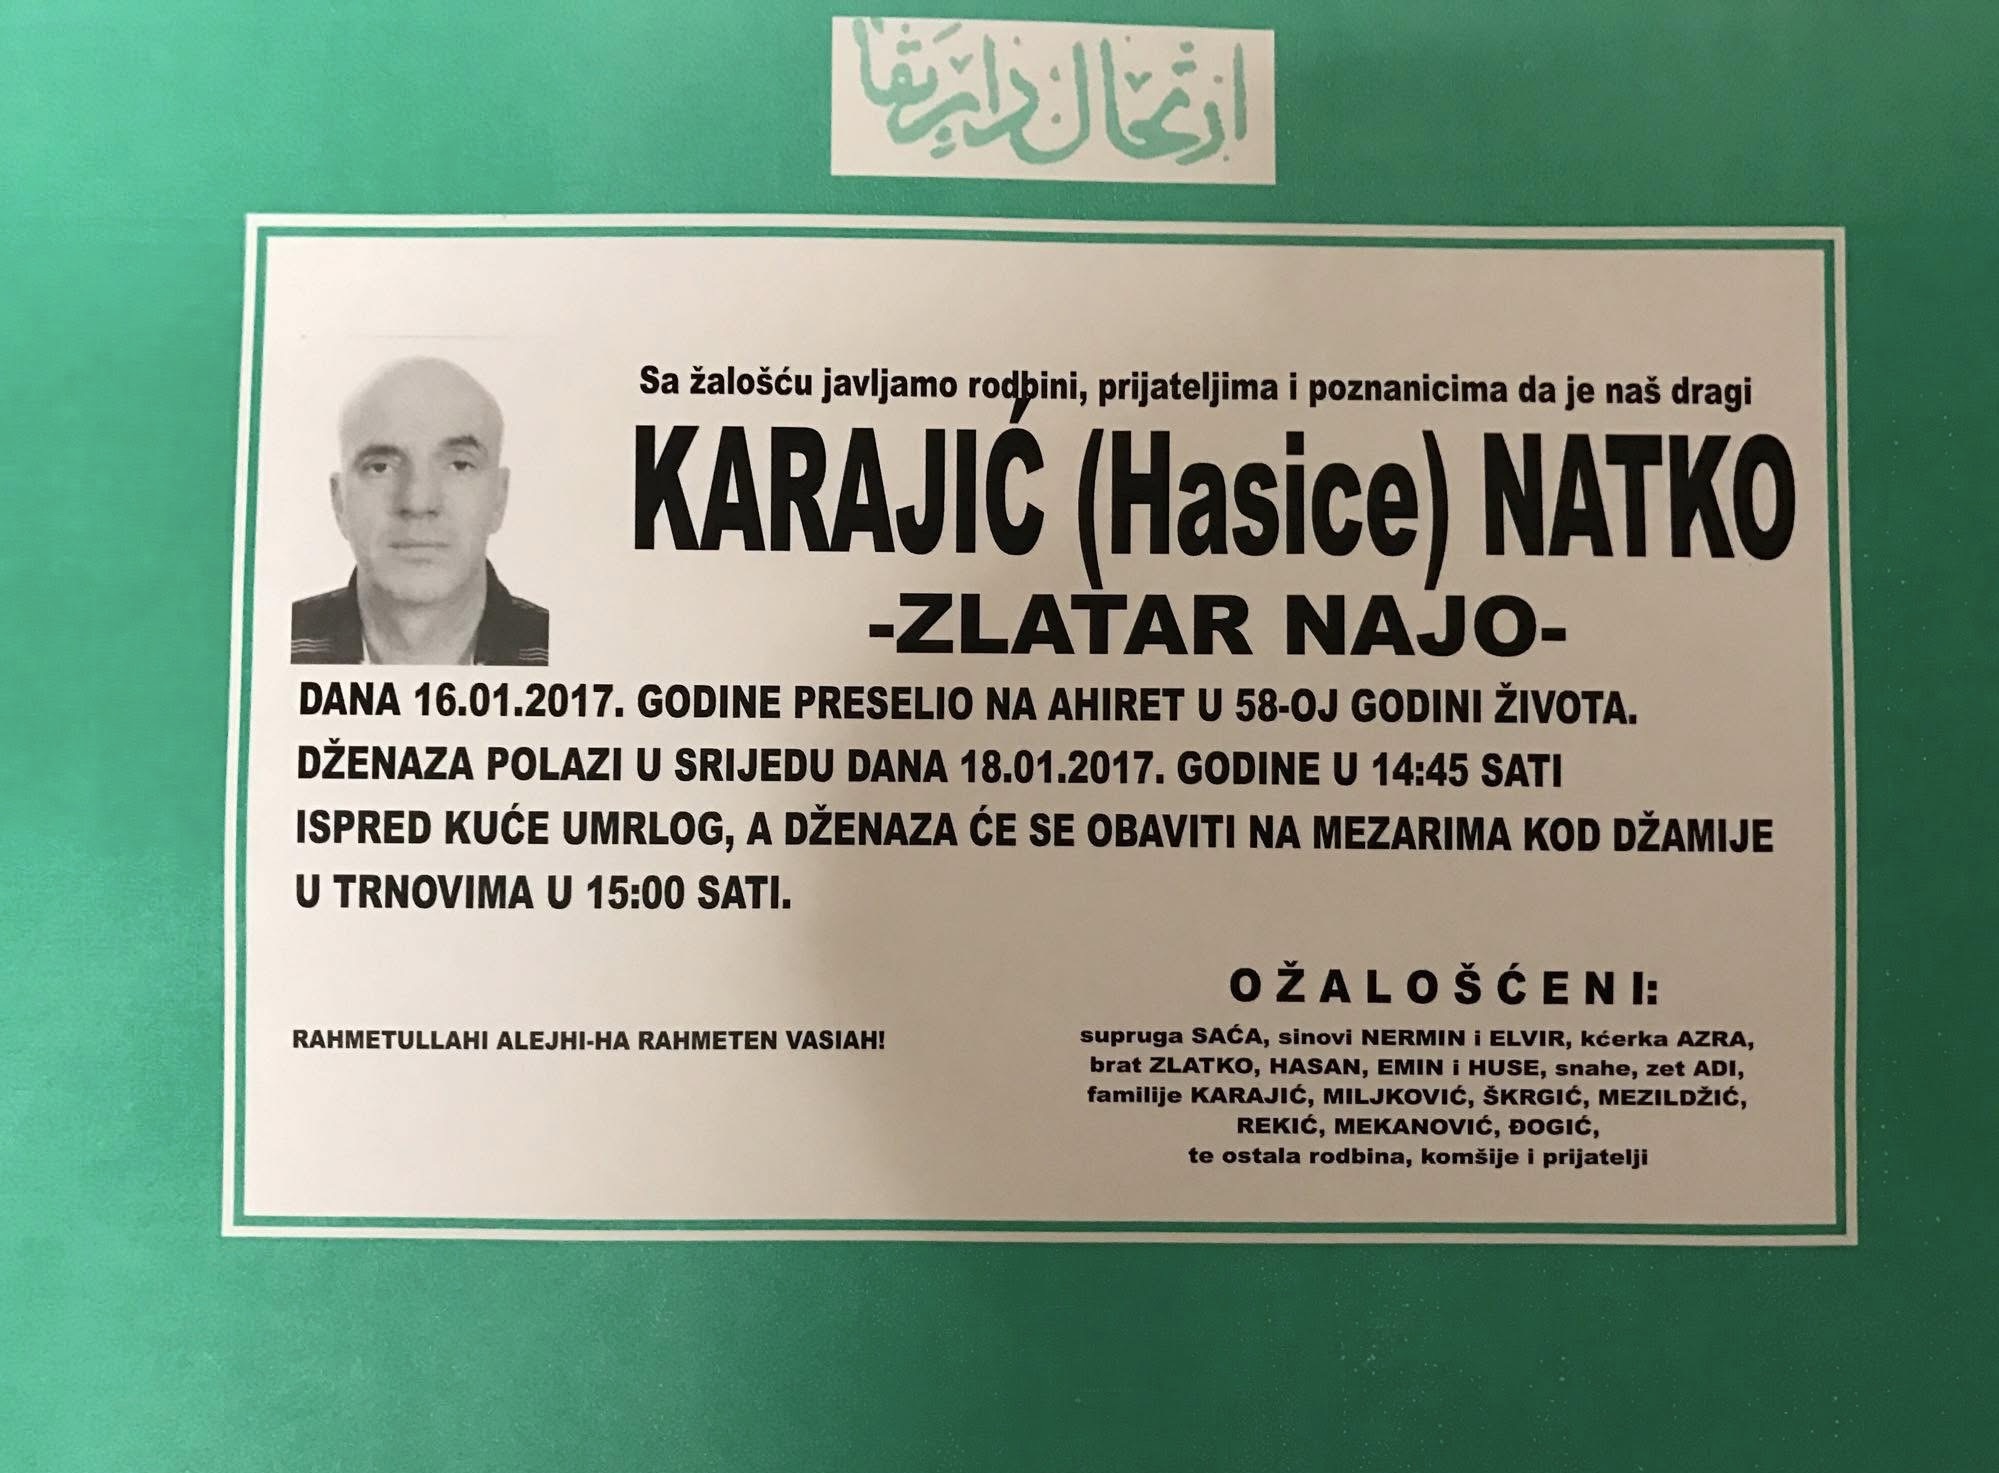 ارتحال دار بقا
Sa žalošću javljamo rodbini, prijateljima i poznanicima da je naš dragi
KARAJIĆ (Hasice) NATKO
-ZLATAR NAJO-
DANA 16.01.2017. GODINE PRESELIO NA AHIRET U 58-OJ GODINI ŽIVOTA.
DŽENAZA POLAZI U SRIJEDU DANA 18.01.2017. GODINE U 14:45 SATI
ISPRED KUĆE UMRLOG, A DŽENAZA ĆE SE OBAVITI NA MEZARIMA KOD DŽAMIJE
U TRNOVIMA U 15:00 SATI.
RAHMETULLAHI ALEJHI-HA RAHMETEN VASIAH!
OŽALOŠĆENI:
supruga SAĆA, sinovi NERMIN i ELVIR, kćerka AZRA,
brat ZLATKO, HASAN, EMIN i HUSE, snahe, zet ADI,
familije KARAJIĆ, MILJKOVIĆ, ŠKRGIĆ, MEZILDŽIĆ,
REKIĆ, MEKANOVIĆ, ĐOGIĆ,
te ostala rodbina, komšije i prijatelji